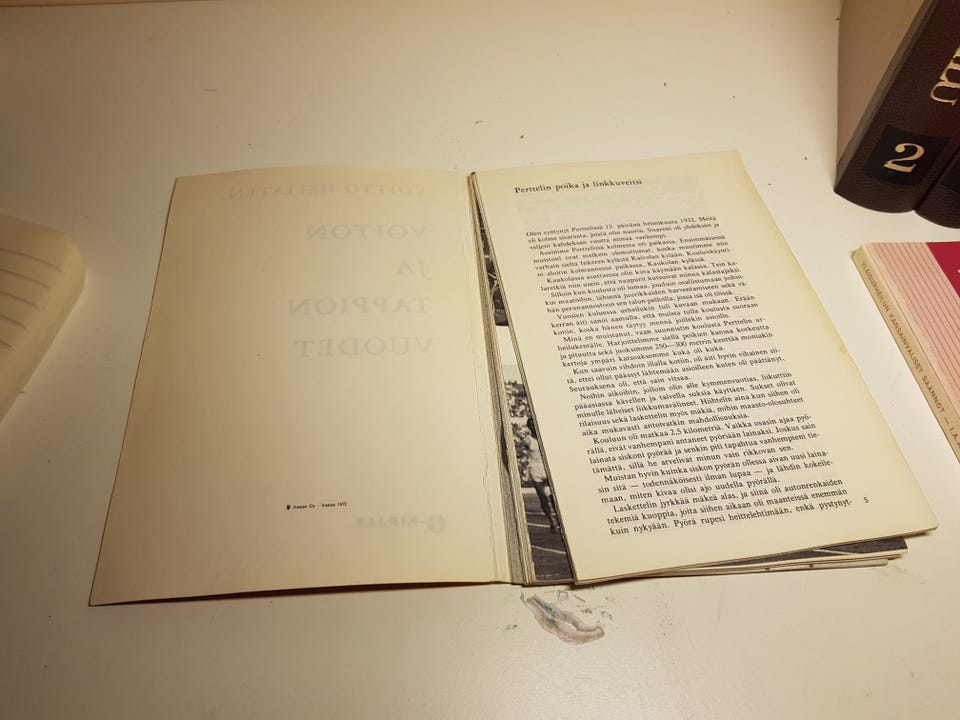 VOITTO HELLSTEN
VOITON
JA
TAPPION
VUODET
Vaasa Oy, Vaasa 1972
-KIRJAT
Perttelin poika ja linkkuveitsi
Olen syntynyt Perttelissä 15. päivänä helmikuuta 1932. Meitä
oli kolme sisarusta, joista olin nuorin. Sisareni oli yhdeksän ja
veljeni kahdeksan vuotta minua vanhempi.
Asuimme Perttelissä kolmessa eri paikassa. Ensimmäisestä
muistoni ovat melkein olemattomat, koska muutimme niin
varhain sieltä Inkeren kylästä Kaivolan kylään. Koulunkäynti-
ni aloitin kolmannessa paikassa, Kaukolan kylässä.
Kaukolassa asuttaessa olin kova käymään kalassa. Tein ka-
laretkiä niin usein, että naapurit kutsuivat minua kalastajaksi.
Silloin kun koulusta oli lomaa, jouduin osallistumaan joihin-
kin maatöihin, lähinnä juurikkaiden harventamiseen sekä vä-
hän perunannostoon sen talon pelloilla, jossa isä oli töissä.
Vuosien kuluessa urheilukin tuli kuvaan mukaan. Erään
kerran äiti sanoi aamulla, että muista tulla koulusta suoraan
kotiin, koska hänen täytyy mennä joillekin asioille.
Minä en muistanut, vaan suunnistin koulusta Perttelin ur-
heilukentälle. Harjoittelimme siellä poikien kanssa korkeutta
ja pituutta sekä juoksimme 250—300 metrin kenttää moniakin
kertoja ympäri katsoaksemme kuka oli kuka.
Kun saavuin vihdoin illalla kotiin, oli äiti hyvin vihainen sii-
tä, ettei ollut päässyt lähtemään asioilleen kuten oli päättänyt.
Seurauksena oli, että sain vitsaa.
Noihin aikoihin, jolloin olin alle kymmenvuotias, liikuttiin
pääasiassa kävellen ja talvella suksia käyttäen. Sukset olivat
minulle läheiset liikkumavälineet. Hiihtelin aina kun siihen oli
tilaisuus sekä laskettelin myös mäkiä, mihin maasto-olosuhteet
aika mukavasti antoivatkin mahdollisuuksia.
Kouluun oli matkaa 2,5 kilometriä. Vaikka osasin ajaa pyö-
rällä, eivät vanhempani antaneet pyöriään lainaksi. Joskus sain
lainata siskoni pyörää ja senkin piti tapahtua vanhempieni tie-
tämättä, sillä he arvelivat minun vain rikkovan sen.
Muistan hyvin kuinka siskon pyörän ollessa aivan uusi laina-
sin sitä — todennäköisesti ilman lupaa — ja lähdin kokeile-
maan, miten kivaa olisi ajo uudella pyörällä.
Laskettelin jyrkkää mäkeä alas, ja siinä oli autonrenkaiden
tekemiä kuoppia, joita siihen aikaan oli maanteissä enemmän
kuin nykyään. Pyörä rupesi heittelehtimään, enkä pystynyt-
5
2
YLEISURHEILUN KANSAINVÄLISET SÄÄNNÖT — I.A.